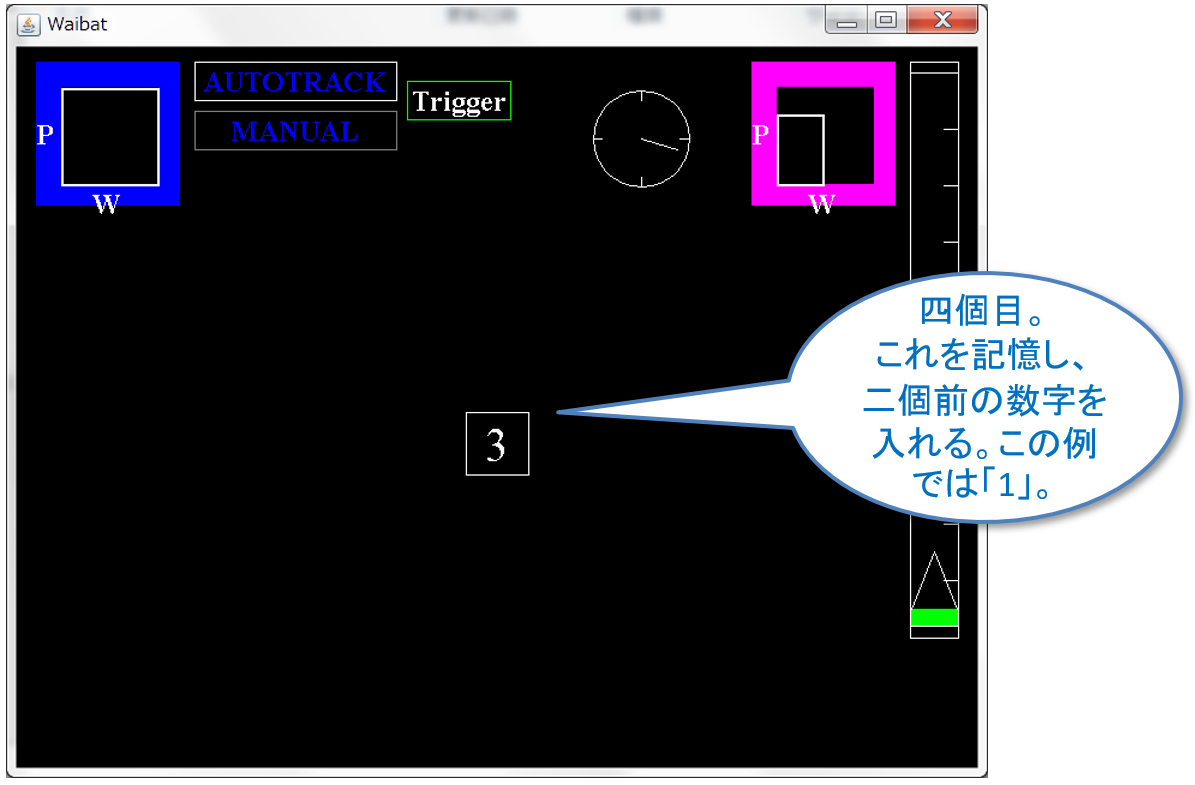 Waibat
AUTOTRACK
MANUAL
Trigger
P
W
P
W
3
四個目。
これを記憶し、
二個前の数字を
入れる。この例
では「1」。